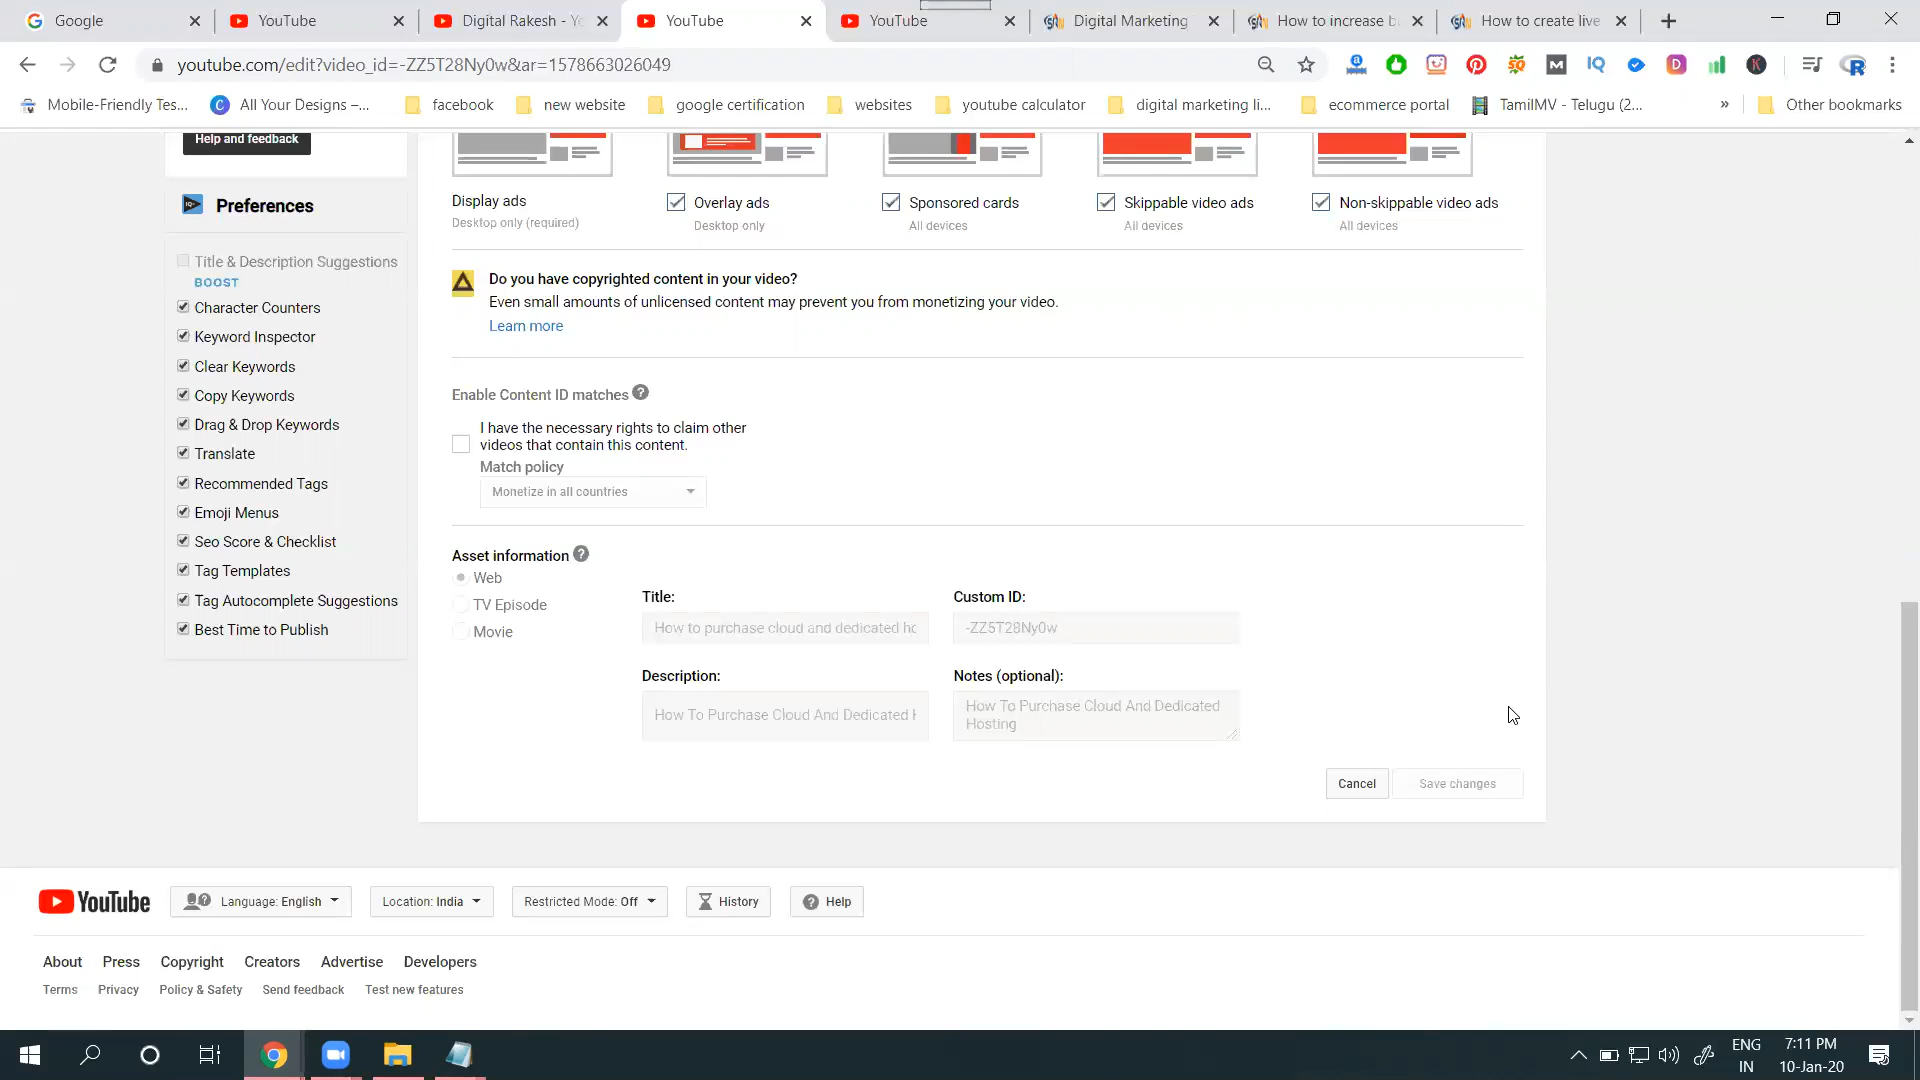 Google
YouTube
Digital Rakesh - Yo
YouTube
YouTube
Digital Marketing
How to increase b
How to create live
youtube.com/edit?video_id=-ZZ5T28Ny0w&ar=1578663026049
Mobile-Friendly Tes...
All Your Designs –...
facebook
new website
google certification
websites
youtube calculator
digital marketing li...
ecommerce portal
TamilMV - Telugu (2...
»
Other bookmarks
Help and feedback
Preferences
Title & Description Suggestions
BOOST
Character Counters
Keyword Inspector
Clear Keywords
Copy Keywords
Drag & Drop Keywords
Translate
Recommended Tags
Emoji Menus
Seo Score & Checklist
Tag Templates
Tag Autocomplete Suggestions
Best Time to Publish
Display ads
Desktop only (required)
Overlay ads
Desktop only
Sponsored cards
All devices
Skippable video ads
All devices
Non-skippable video ads
All devices
Do you have copyrighted content in your video?
Even small amounts of unlicensed content may prevent you from monetizing your video.
Learn more
Enable Content ID matches ?
I have the necessary rights to claim other
videos that contain this content.
Match policy
Monetize in all countries
Asset information ?
Web
TV Episode
Movie
Title:
How to purchase cloud and dedicated hc
Custom ID:
-ZZ5T28Ny0w
Description:
How To Purchase Cloud And Dedicated H
Notes (optional):
How To Purchase Cloud And Dedicated
Hosting
Cancel
Save changes
YouTube
Language: English
Location: India
Restricted Mode: Off
History
Help
About
Press
Copyright
Creators
Advertise
Developers
Terms
Privacy
Policy & Safety
Send feedback
Test new features
ENG
IN
7:11 PM
10-Jan-20